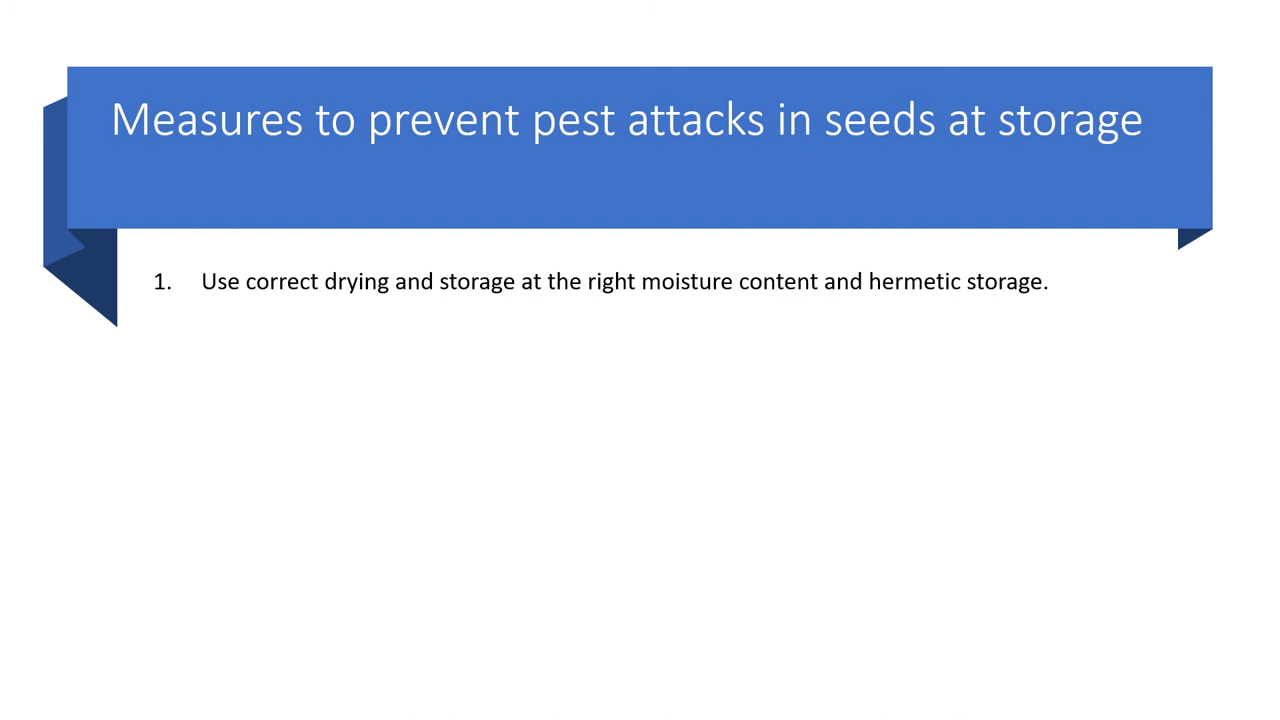 Measures to prevent pest attacks in seeds at storage
1. Use correct drying and storage at the right moisture content and hermetic storage.